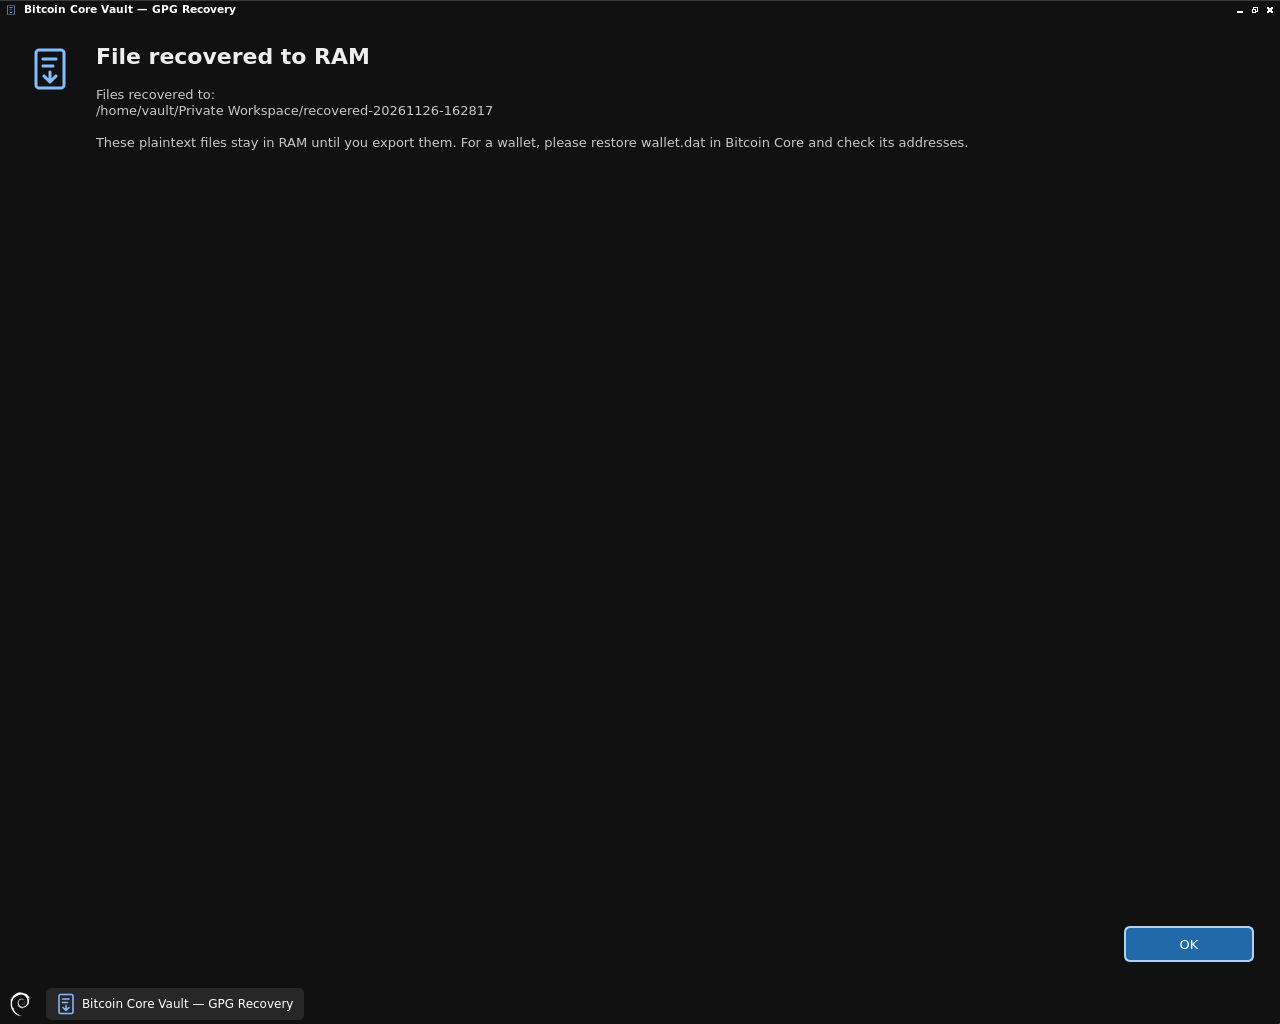 Bitcoin Core Vault — GPG Recovery
File recovered to RAM
Files recovered to:
/home/vault/Private Workspace/recovered-20261126-162817
These plaintext files stay in RAM until you export them. For a wallet, please restore wallet.dat in Bitcoin Core and check its addresses.
OK
Bitcoin Core Vault — GPG Recovery